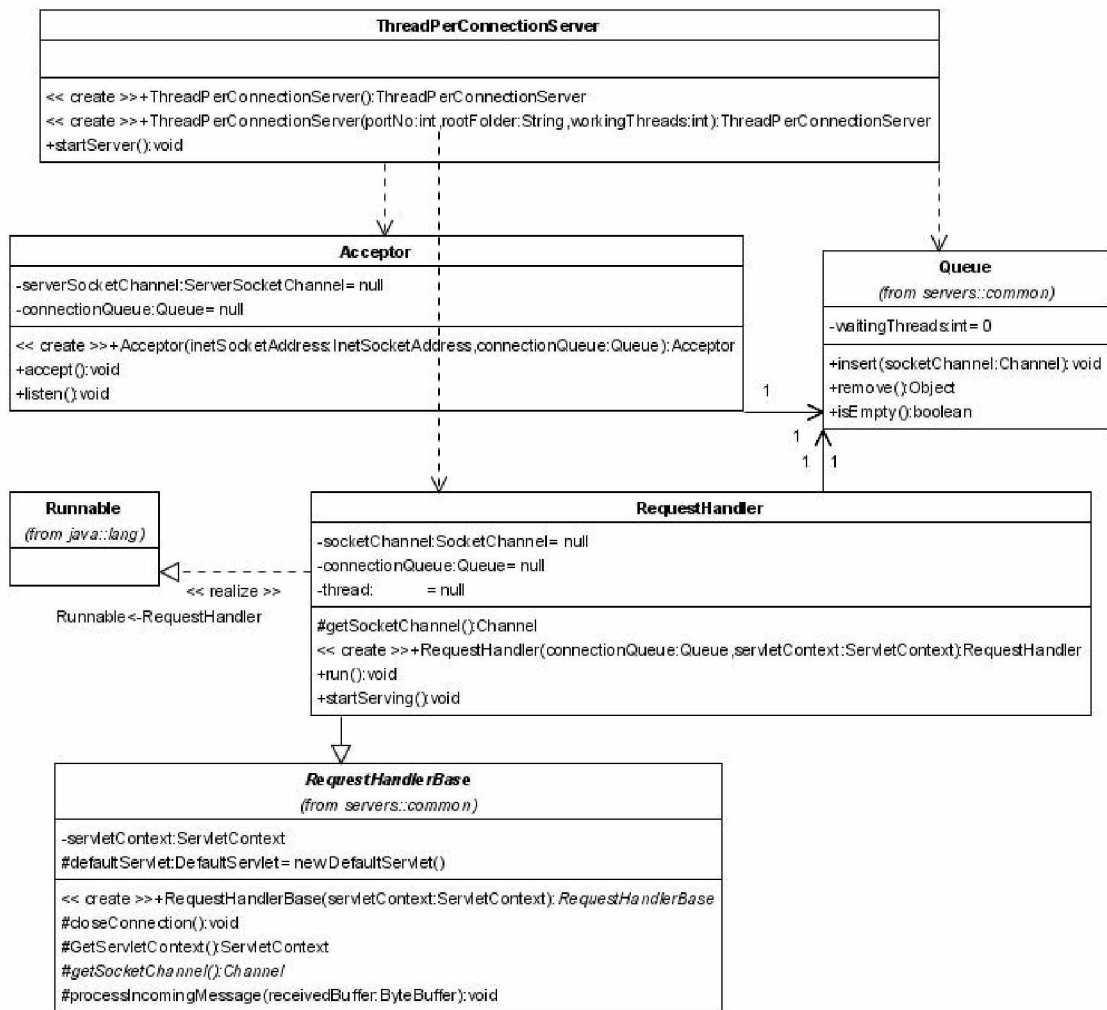 ThreadPerConnectionServer
<< create >>+ThreadPerConnectionServer():ThreadPerConnectionServer
<< create >>+ThreadPerConnectionServer(portNo:int,rootFolder:String,workingThreads:int):ThreadPerConnectionServer
+startServer():void
Acceptor
-serverSocketChannel:ServerSocketChannel= null
-connectionQueue:Queue= null
<< create >>+Acceptor(inetSocketAddress:InetSocketAddress,connectionQueue:Queue):Acceptor
+accept():void
+listen():void
Queue
(from servers::common)
-waitingThreads:int= 0
+insert(socketChannel:Channel):void
+remove():Object
+isEmpty():boolean
1
1
1 1
Runnable
(from java::lang)
<< realize >>
Runnable<-RequestHandler
RequestHandler
-socketChannel:SocketChannel= null
-connectionQueue:Queue= null
-thread: = null
#getSocketChannel():Channel
<< create >>+RequestHandler(connectionQueue:Queue,servletContext:ServletContext):RequestHandler
+run():void
+startServing():void
RequestHandlerBase
(from servers::common)
-servletContext:ServletContext
#defaultServlet:DefaultServlet= new DefaultServlet()
<< create >>+RequestHandlerBase(servletContext:ServletContext):RequestHandlerBase
#closeConnection():void
#GetServletContext():ServletContext
#getSocketChannel():Channel
#processIncomingMessage(receivedBuffer:ByteBuffer):void